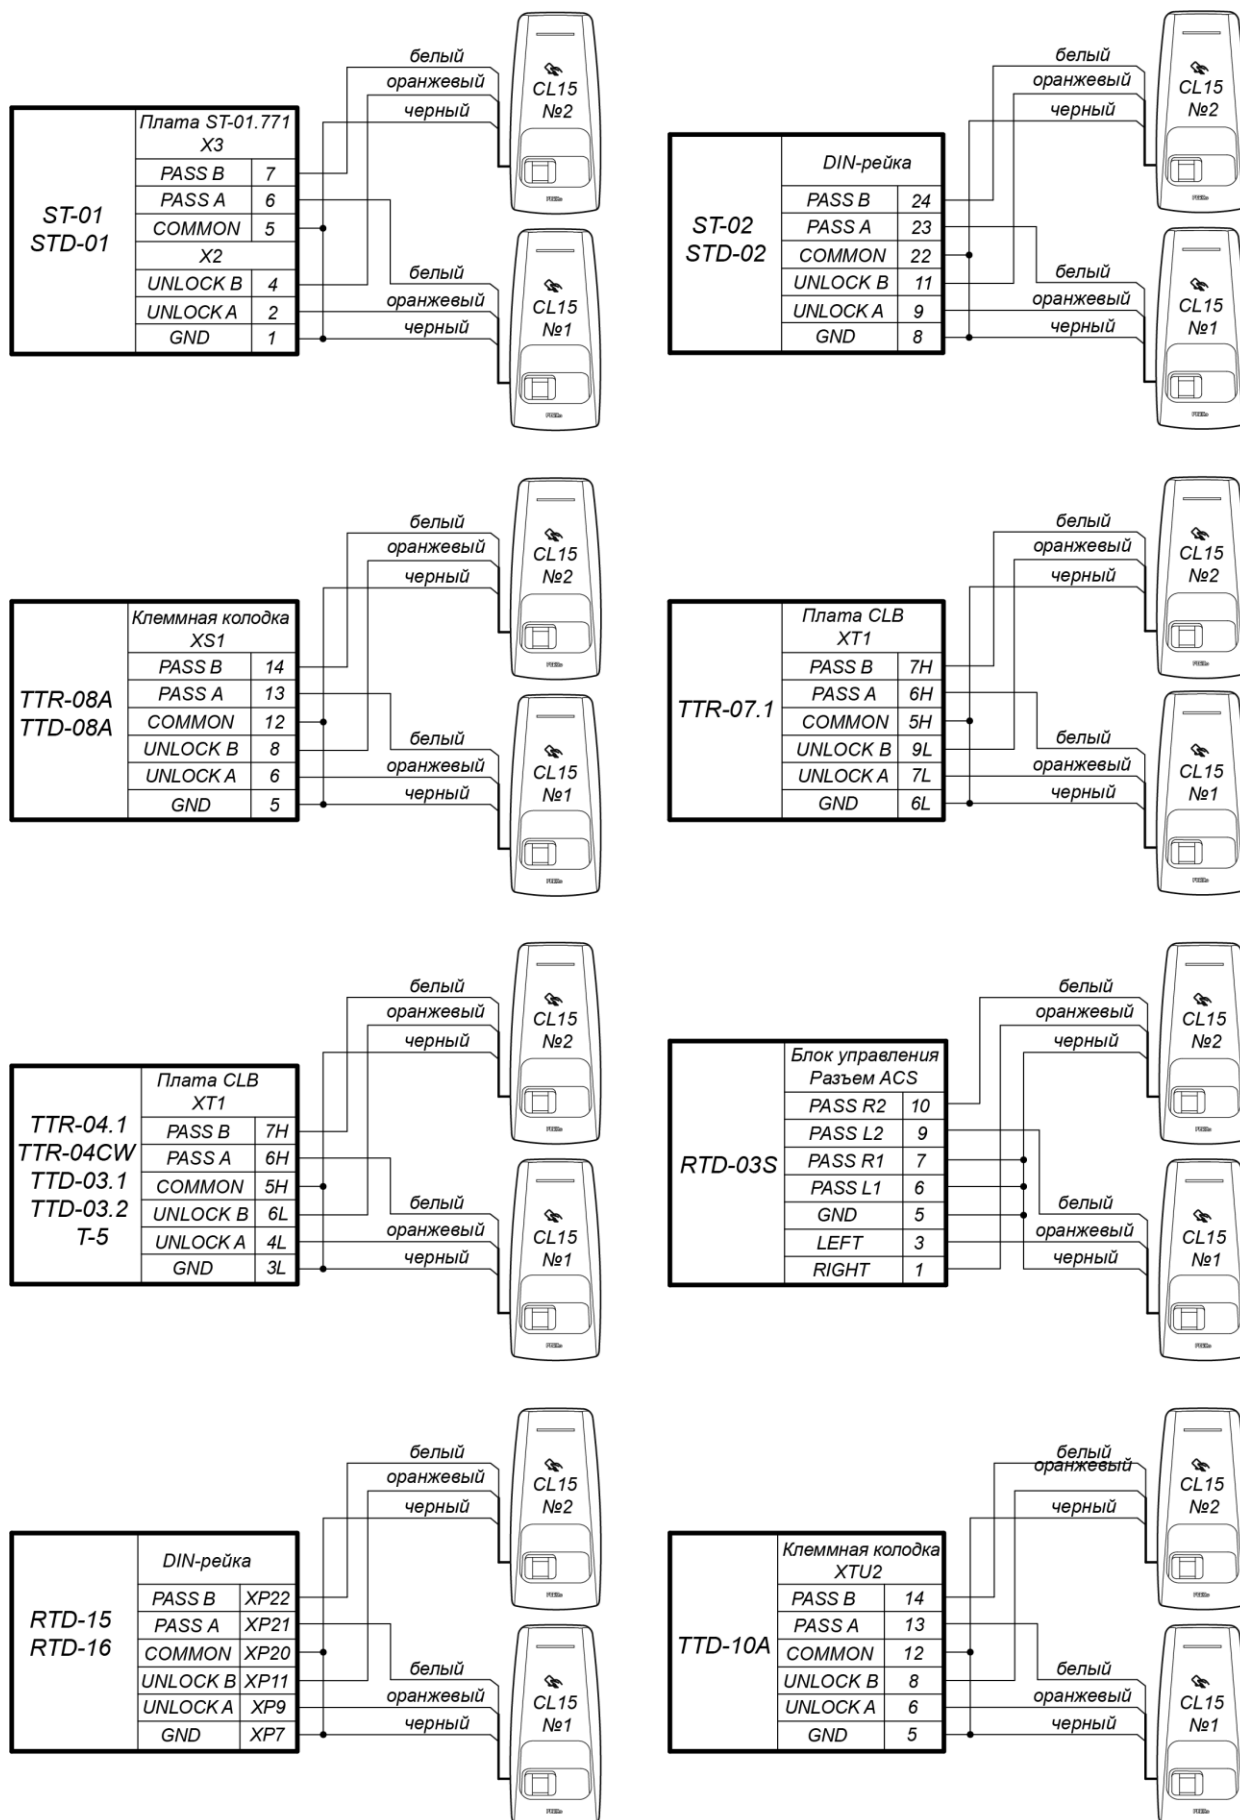 белый
оранжевый
черный
CL15
№2
Плата ST-01.771
X3
PASS B 7
PASS A 6
COMMON 5
X2
UNLOCK B 4
UNLOCK A 2
GND 1
ST-01
STD-01
белый
оранжевый
черный
CL15
№1
белый
оранжевый
черный
CL15
№2
DIN-рейка
PASS B 24
PASS A 23
COMMON 22
UNLOCK B 11
UNLOCK A 9
GND 8
ST-02
STD-02
белый
оранжевый
черный
CL15
№1
белый
оранжевый
черный
CL15
№2
Клеммная колодка
XS1
PASS B 14
PASS A 13
COMMON 12
UNLOCK B 8
UNLOCK A 6
GND 5
TTR-08A
TTD-08A
белый
оранжевый
черный
CL15
№1
белый
оранжевый
черный
CL15
№2
Плата CLB
XT1
PASS B 7H
PASS A 6H
COMMON 5H
UNLOCK B 9L
UNLOCK A 7L
GND 6L
TTR-07.1
белый
оранжевый
черный
CL15
№1
белый
оранжевый
черный
CL15
№2
Плата CLB
XT1
PASS B 7H
PASS A 6H
COMMON 5H
UNLOCK B 6L
UNLOCK A 4L
GND 3L
TTR-04.1
TTR-04CW
TTD-03.1
TTD-03.2
T-5
белый
оранжевый
черный
CL15
№1
белый
оранжевый
черный
CL15
№2
Блок управления
Разъем ACS
PASS R2 10
PASS L2 9
PASS R1 7
PASS L1 6
GND 5
LEFT 3
RIGHT 1
RTD-03S
белый
оранжевый
черный
CL15
№1
белый
оранжевый
черный
CL15
№2
DIN-рейка
PASS B XP22
PASS A XP21
COMMON XP20
UNLOCK B XP11
UNLOCK A XP9
GND XP7
RTD-15
RTD-16
белый
оранжевый
черный
CL15
№1
белый
оранжевый
черный
CL15
№2
Клеммная колодка
XTU2
PASS B 14
PASS A 13
COMMON 12
UNLOCK B 8
UNLOCK A 6
GND 5
TTD-10A
белый
оранжевый
черный
CL15
№1